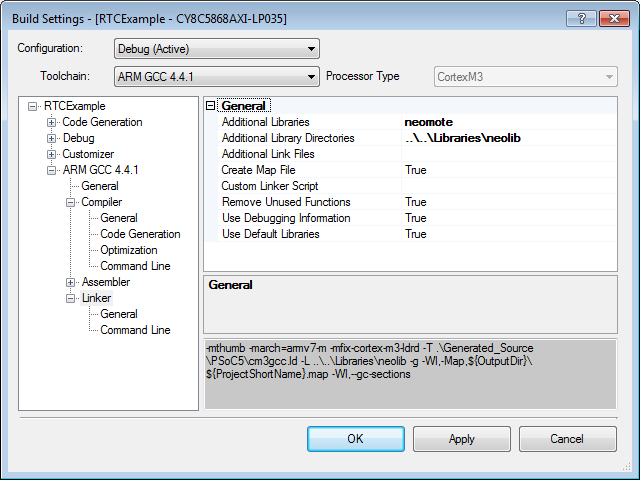 Build Settings - [RTCExample - CY8C5868AXI-LP035]
Configuration: Debug (Active)
Toolchain: ARM GCC 4.4.1 Processor Type CortexM3
RTCExample
Code Generation
Debug
Customizer
ARM GCC 4.4.1
General
Compiler
General
Code Generation
Optimization
Command Line
Assembler
Linker
General
Command Line
General
Additional Libraries neomote
Additional Library Directories ..\..\Libraries\neolib
Additional Link Files
Create Map File True
Custom Linker Script
Remove Unused Functions True
Use Debugging Information True
Use Default Libraries True
General
-mthumb -march=armv7-m -mfix-cortex-m3-ldrd -T .\Generated_Source
\PSoC5\cm3gcc.ld -L ..\..\Libraries\neolib -g -Wl,-Map,${OutputDir}\
${ProjectShortName}.map -Wl,--gc-sections
OK Apply Cancel